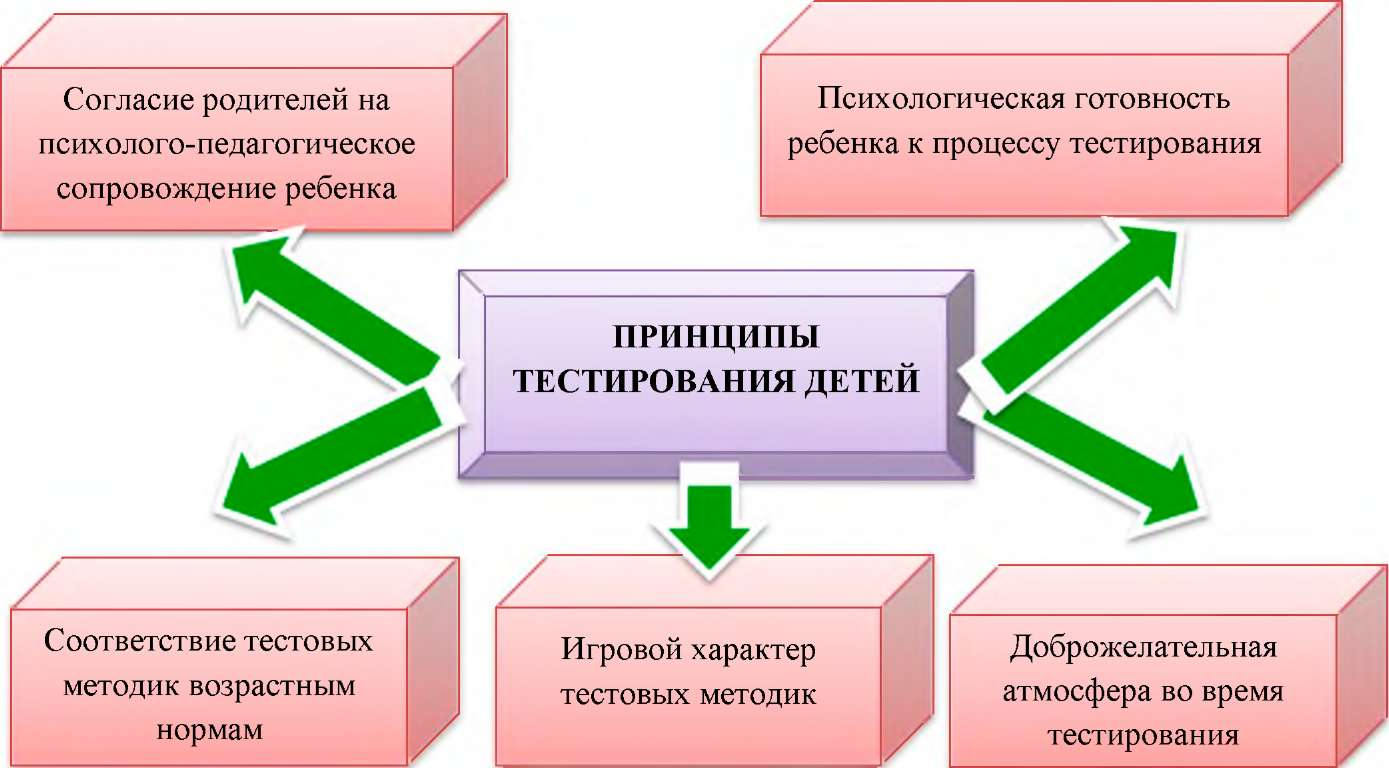 Согласие родителей на
психолого-педагогическое
сопровождение ребенка
Психологическая готовность
ребенка к процессу тестирования
ПРИНЦИПЫ
ТЕСТИРОВАНИЯ ДЕТЕЙ
Соответствие тестовых
методик возрастным
нормам
Игровой характер
тестовых методик
Доброжелательная
атмосфера во время
тестирования